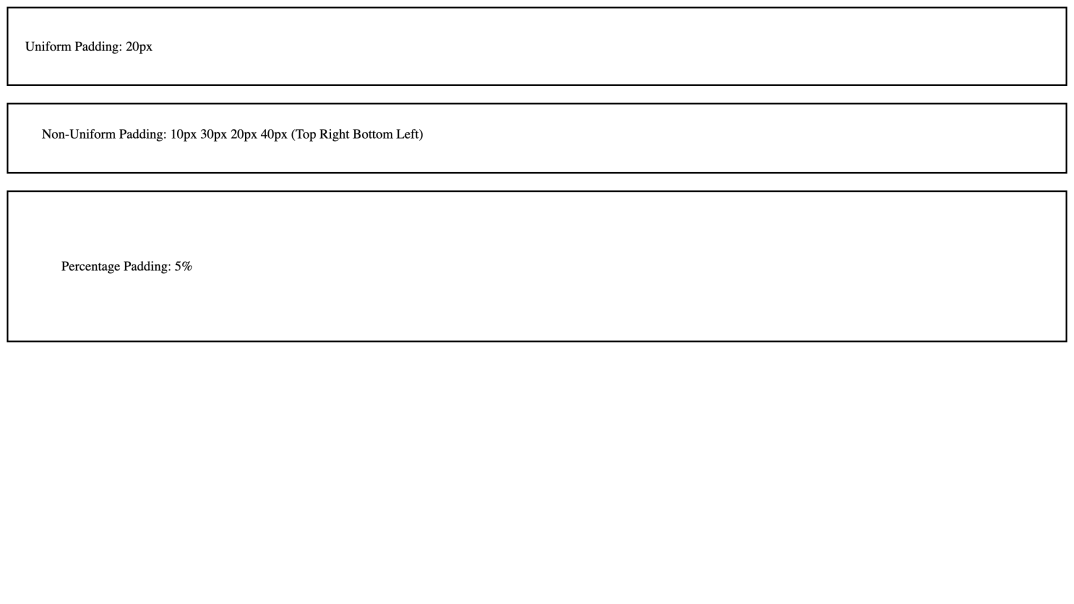 Uniform Padding: 20px
Non-Uniform Padding: 10px 30px 20px 40px (Top Right Bottom Left)
Percentage Padding: 5%